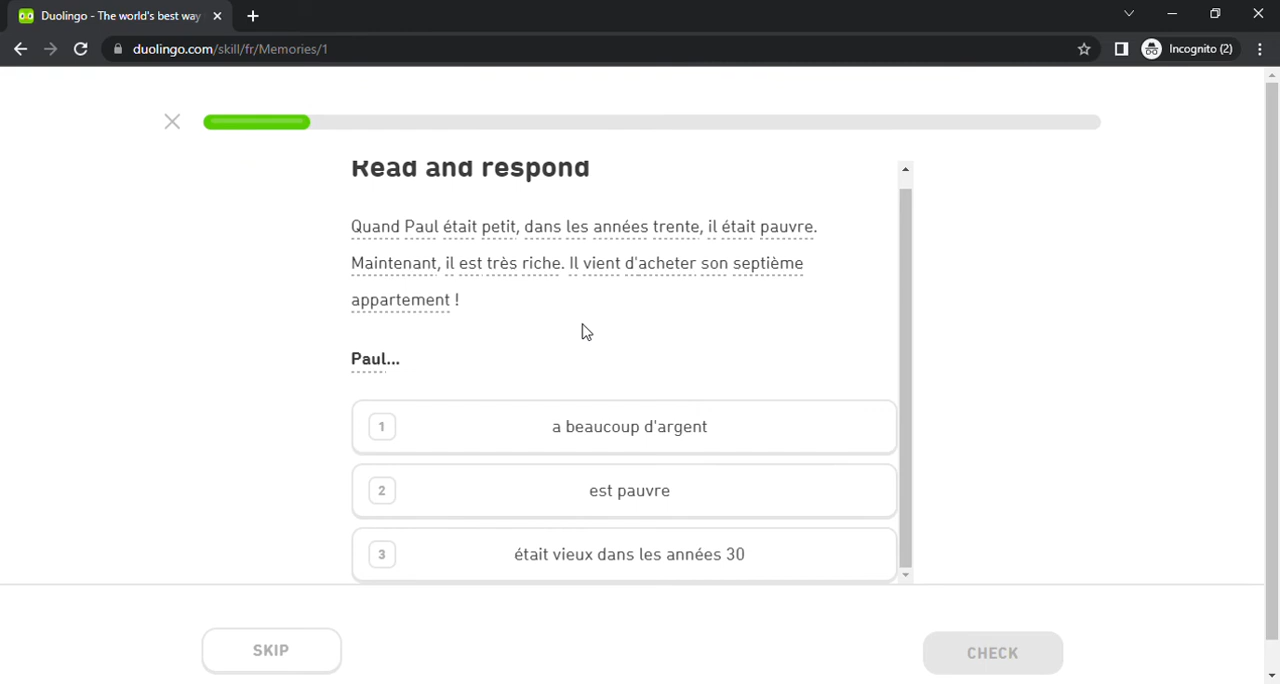 Duolingo - The world's best way
duolingo.com/skill/fr/Memories/1
Incognito (2)
Read and respond
Quand Paul était petit, dans les années trente, il était pauvre.
Maintenant, il est très riche. Il vient d'acheter son septième
appartement !
Paul...
1 a beaucoup d'argent
2 est pauvre
3 était vieux dans les années 30
SKIP
CHECK